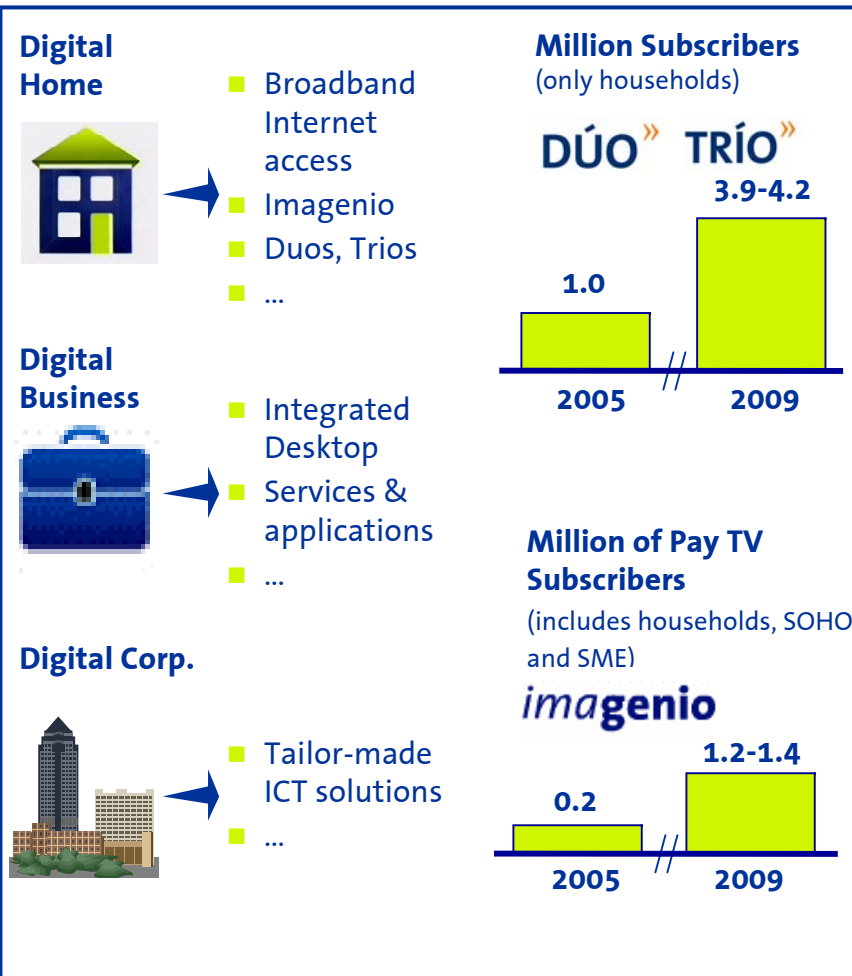 Digital
Home
Broadband
Internet
access
Imagenio
Duos, Trios
...
Digital
Business
Integrated
Desktop
Services &
applications
...
Digital Corp.
Tailor-made
ICT solutions
...
Million Subscribers
(only households)
DÚO» TRÍO»
3.9-4.2
1.0
2005 // 2009
Million of Pay TV
Subscribers
(includes households, SOHO
and SME)
imagenio
1.2-1.4
0.2
2005 // 2009